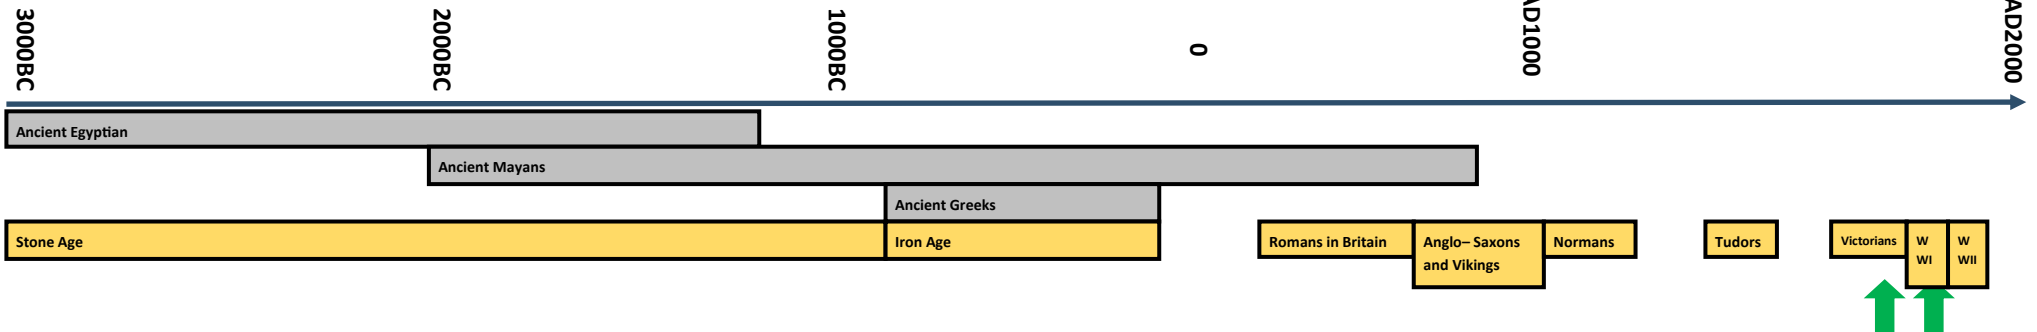 3000BC
2000BC
1000BC
0
AD1000
AD2000
Ancient Egyptian
Ancient Mayans
Ancient Greeks
Stone Age
Iron Age
Romans in Britain
Anglo– Saxons
and Vikings
Normans
Tudors
Victorians
W
WI
W
WII